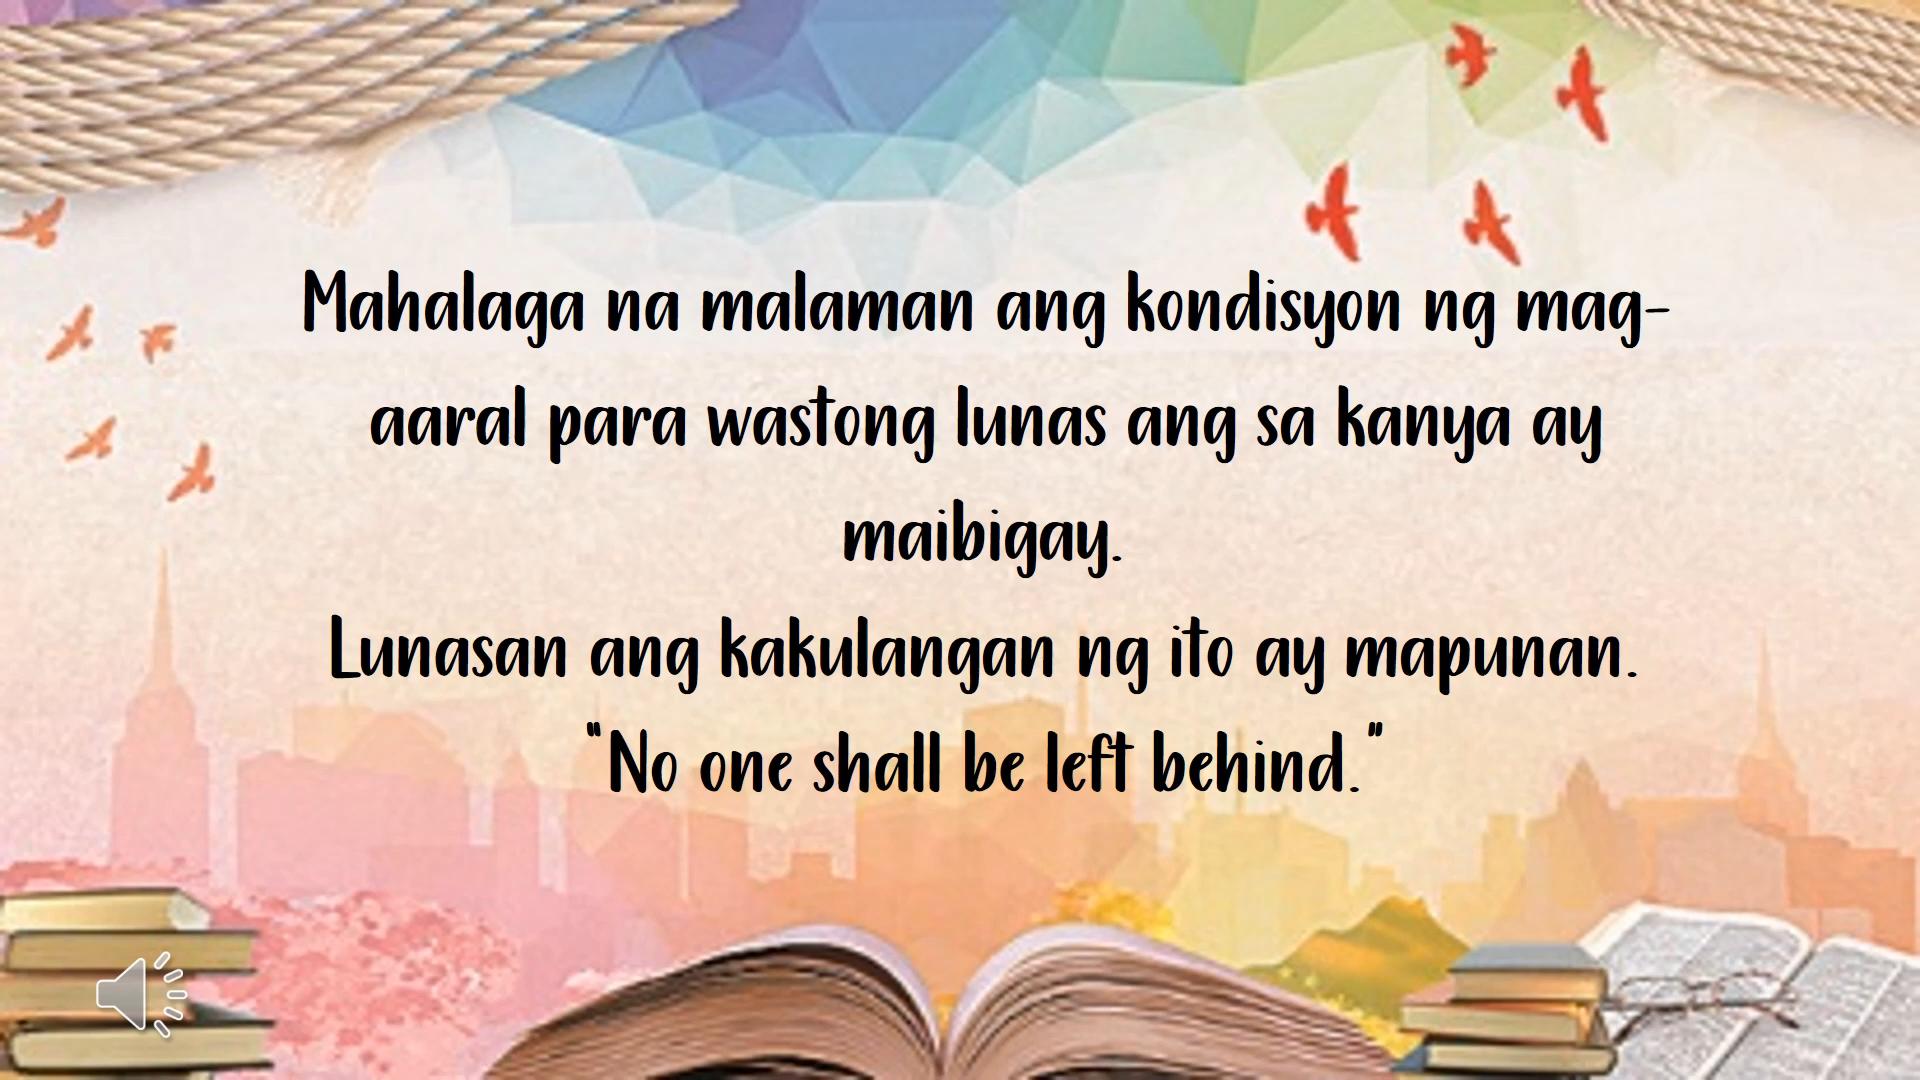 Mahalaga na malaman ang kondisyon ng mag-
aaral para wastong lunas ang sa kanya ay
maibigay.
Lunasan ang kakulangan ng ito ay mapunan.
"No one shall be left behind."